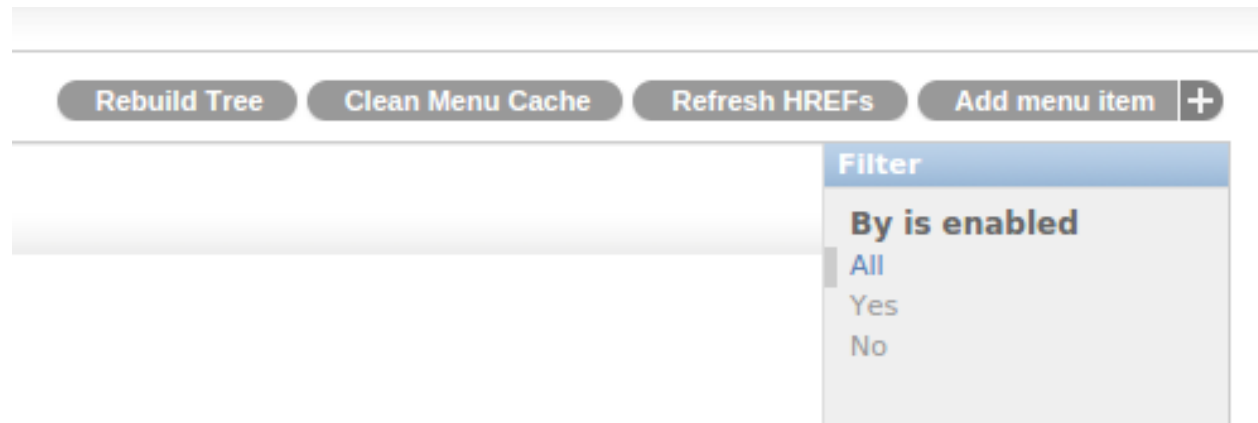 Rebuild Tree Clean Menu Cache Refresh HREFs Add menu item +
Filter
By is enabled
All
Yes
No